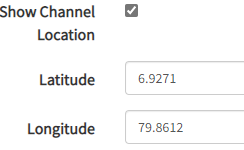 Show Channel
Location
Latitude
6.9271
Longitude
79.8612